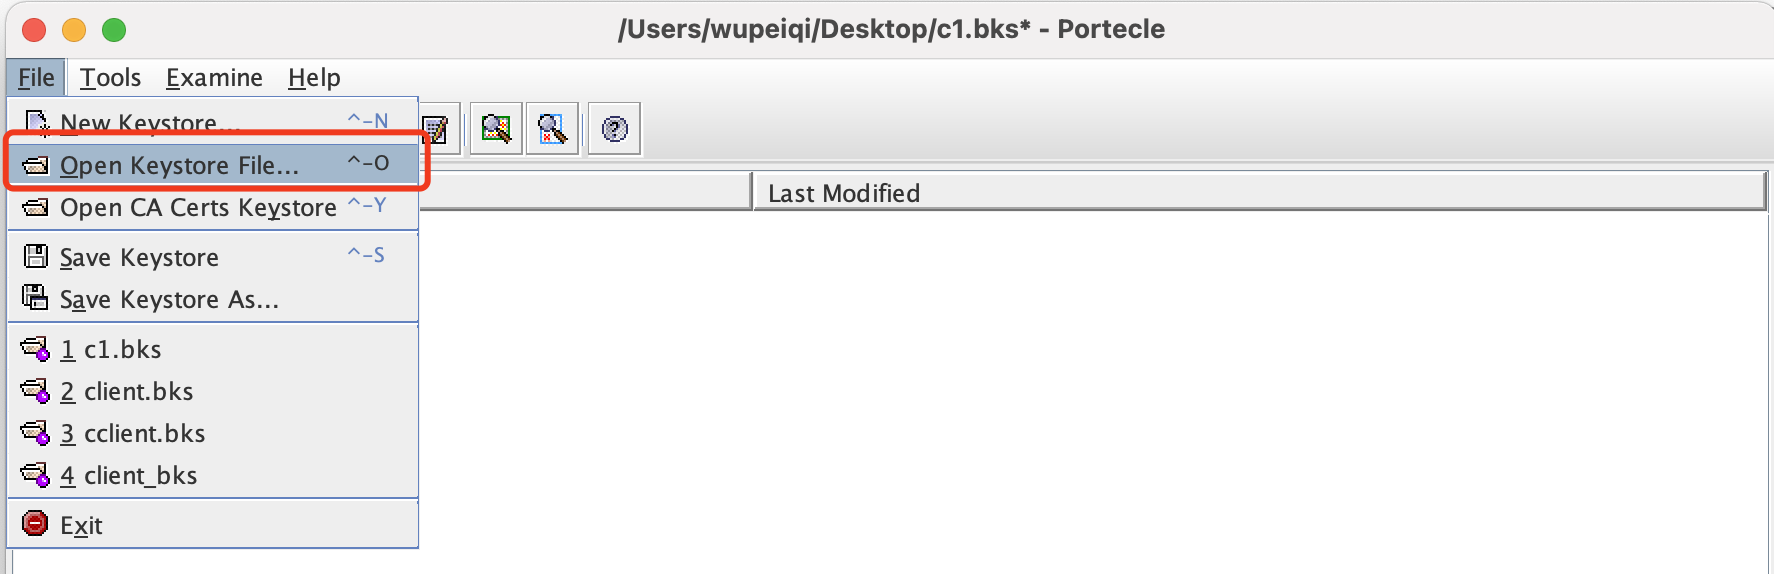 /Users/wupeiqi/Desktop/c1.bks* - Portecle
File Tools Examine Help
New Keystore... ^-N
Open Keystore File... ^-O
Open CA Certs Keystore ^-Y
Last Modified
Save Keystore ^-S
Save Keystore As...
1 c1.bks
2 client.bks
3 cclient.bks
4 client_bks
Exit